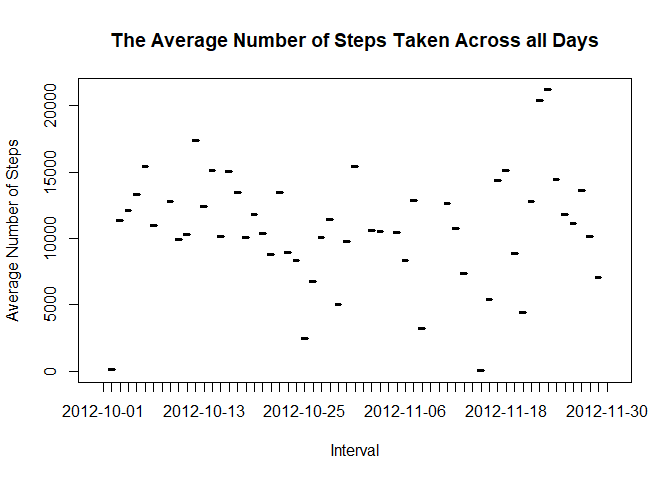 The Average Number of Steps Taken Across all Days
Average Number of Steps
20000
15000
10000
5000
0
2012-10-01 2012-10-13 2012-10-25 2012-11-06 2012-11-18 2012-11-30
Interval